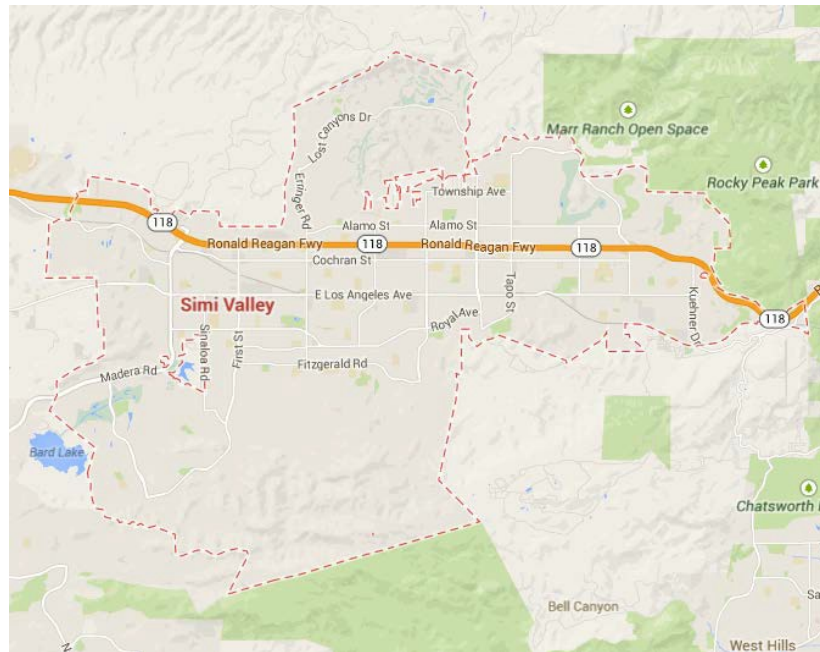 Lost Canyons Dr
Marr Ranch Open Space
Rocky Peak Park
Erringer Rd
Township Ave
118
Alamo St
Alamo St
Ronald Reagan Fwy
118
Ronald Reagan Fwy
118
Cochran St
Tapo St
Kuehner Dr
E Los Angeles Ave
Simi Valley
118
R
Royal Ave
Sinaloa Rd
First St
Fitzgerald Rd
Madera Rd
Bard Lake
Chatsworth
Bell Canyon
Sa
N
West Hills